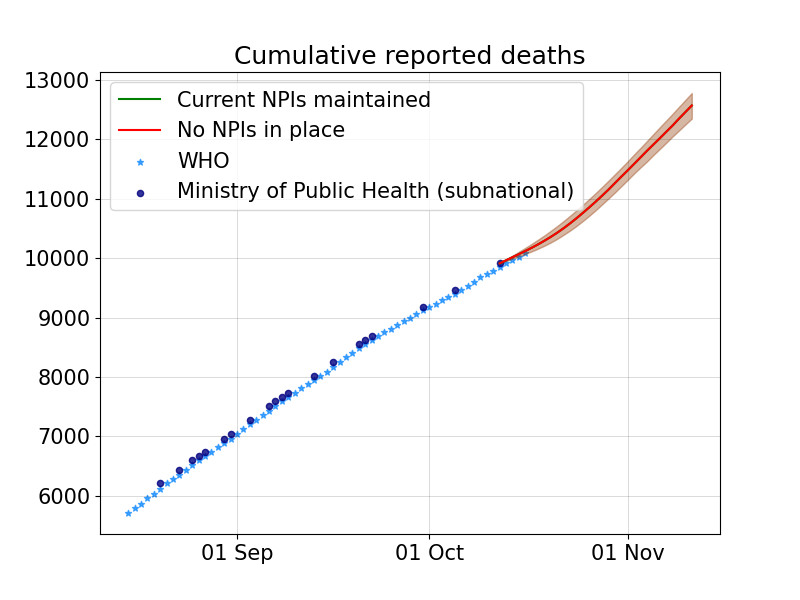 Cumulative reported deaths
13000
12000
11000
10000
9000
8000
7000
6000
Current NPIs maintained
No NPIs in place
WHO
Ministry of Public Health (subnational)
01 Sep
01 Oct
01 Nov